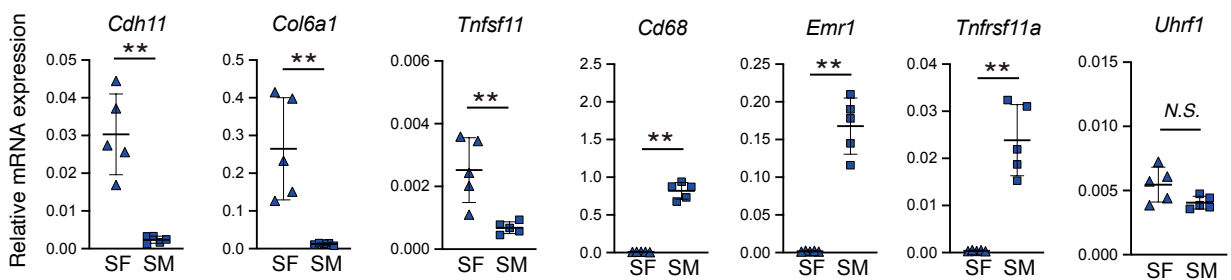 Cdh11 Col6a1 Tnfsf11 Cd68 Emr1 Tnfrsf11a Uhrf1
Relative mRNA expression
0.05 0.04 0.03 0.02 0.01 0.00
**
SF SM
0.5 0.4 0.3 0.2 0.1 0.0
**
SF SM
0.006 0.004 0.002 0.000
**
SF SM
2.5 2.0 1.5 1.0 0.5 0.0
**
SF SM
0.25 0.20 0.15 0.10 0.05 0.00
**
SF SM
0.04 0.03 0.02 0.01 0.00
**
SF SM
0.015 0.010 0.005 0.000
N.S.
SF SM